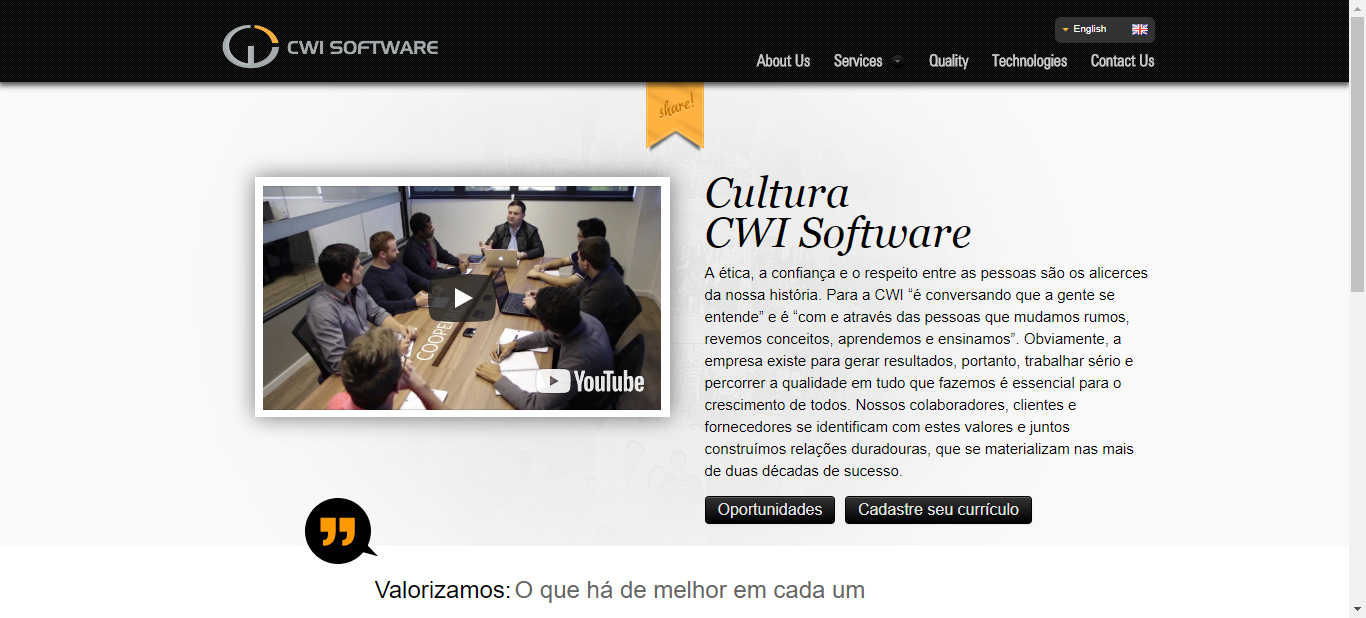 CWI SOFTWARE
English
About Us
Services
Quality
Technologies
Contact Us
share!
Cultura
CWI Software
A ética, a confiança e o respeito entre as pessoas são os alicerces
da nossa história. Para a CWI “é conversando que a gente se
entende” e é “com e através das pessoas que mudamos rumos,
revemos conceitos, aprendemos e ensinamos”. Obviamente, a
empresa existe para gerar resultados, portanto, trabalhar sério e
percorrer a qualidade em tudo que fazemos é essencial para o
crescimento de todos. Nossos colaboradores, clientes e
fornecedores se identificam com estes valores e juntos
construímos relações duradouras, que se materializam nas mais
de duas décadas de sucesso.
YouTube
Oportunidades
Cadastre seu currículo
Valorizamos: O que há de melhor em cada um